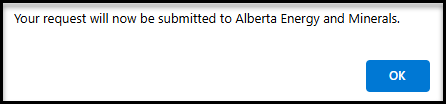 Your request will now be submitted to Alberta Energy and Minerals.
OK